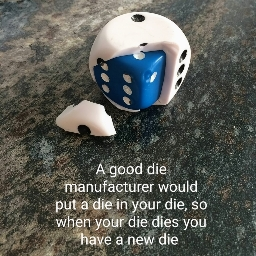 A good die
manufacturer would
put a die in your die, so
when your die dies you
have a new die